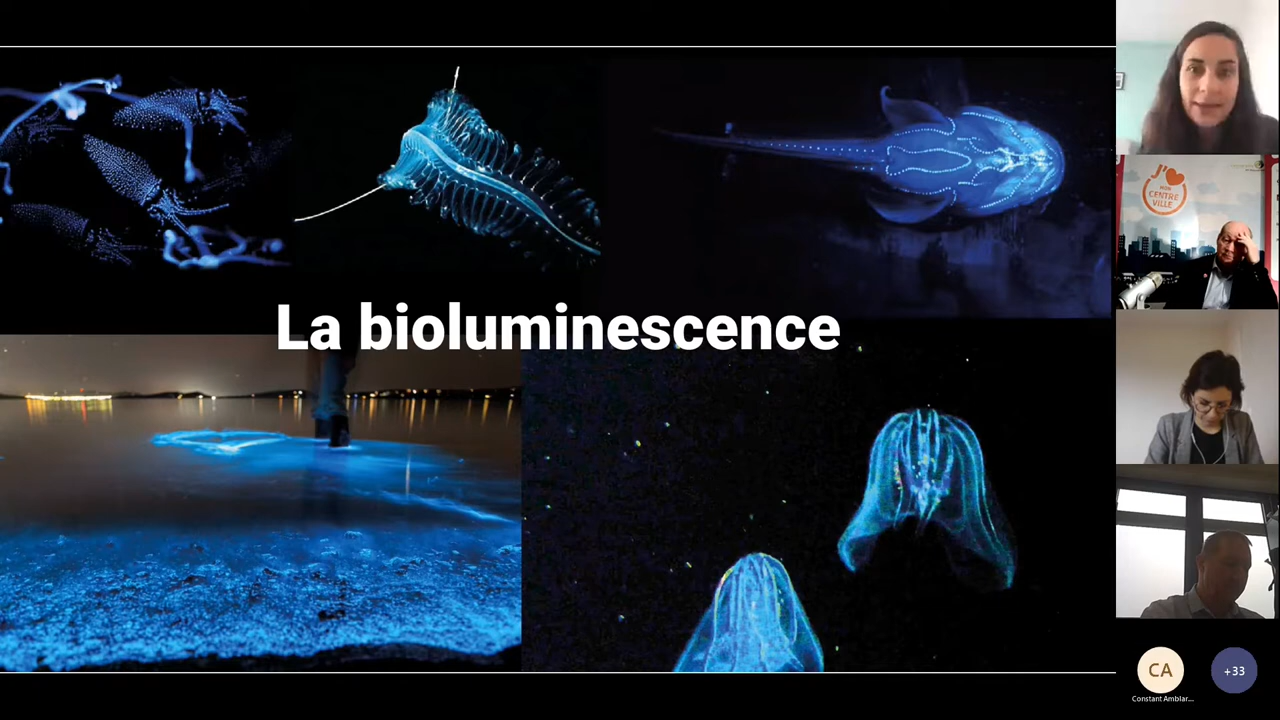 La bioluminescence
J'
MON
CENTRE
VILLE
CA
+33
Constant Amblar...